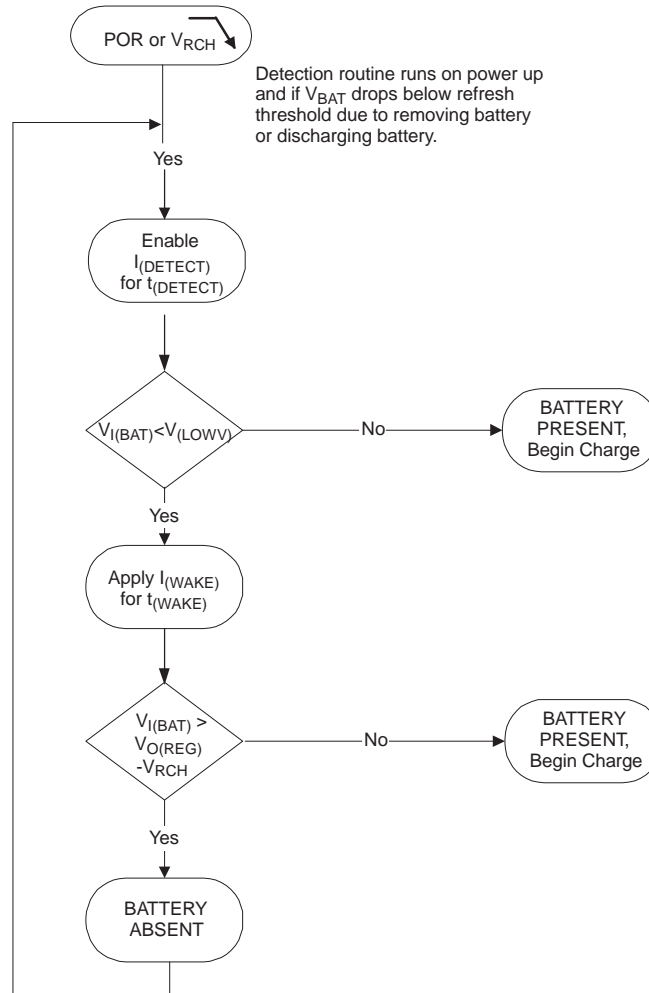 POR or VRCH
Detection routine runs on power up
and if VBAT drops below refresh
threshold due to removing battery
or discharging battery.
Yes
Enable
I(DETECT)
for t(DETECT)
VI(BAT)<V(LOWV)
No
BATTERY
PRESENT,
Begin Charge
Yes
Apply I(WAKE)
for t(WAKE)
VI(BAT) >
VO(REG)
-VRCH
No
BATTERY
PRESENT,
Begin Charge
Yes
BATTERY
ABSENT